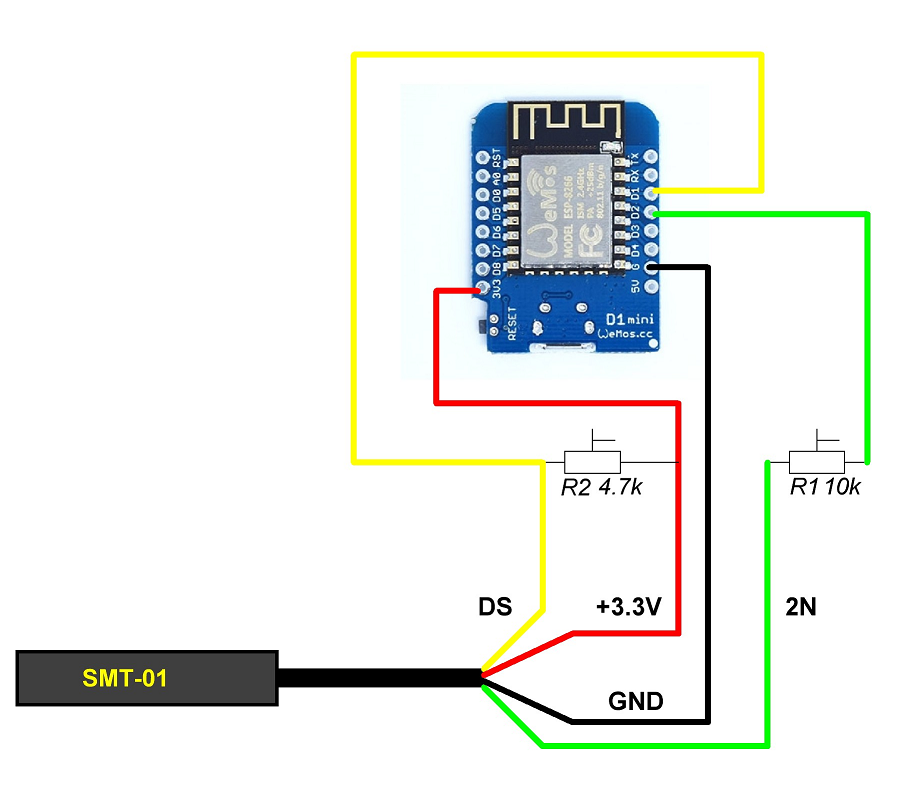 RST
A0
D0
D5
D6
D7
D8
3V3
TX
RX
D1
D2
D3
D4
G
5V
WeMos
MODEL ESP-8266
ISM 2.4GHz
PA +25dBm
802.11b/g/n
FC
RESET
D1 mini
WeMos.cc
R2 4.7k
R1 10k
DS
+3.3V
2N
SMT-01
GND